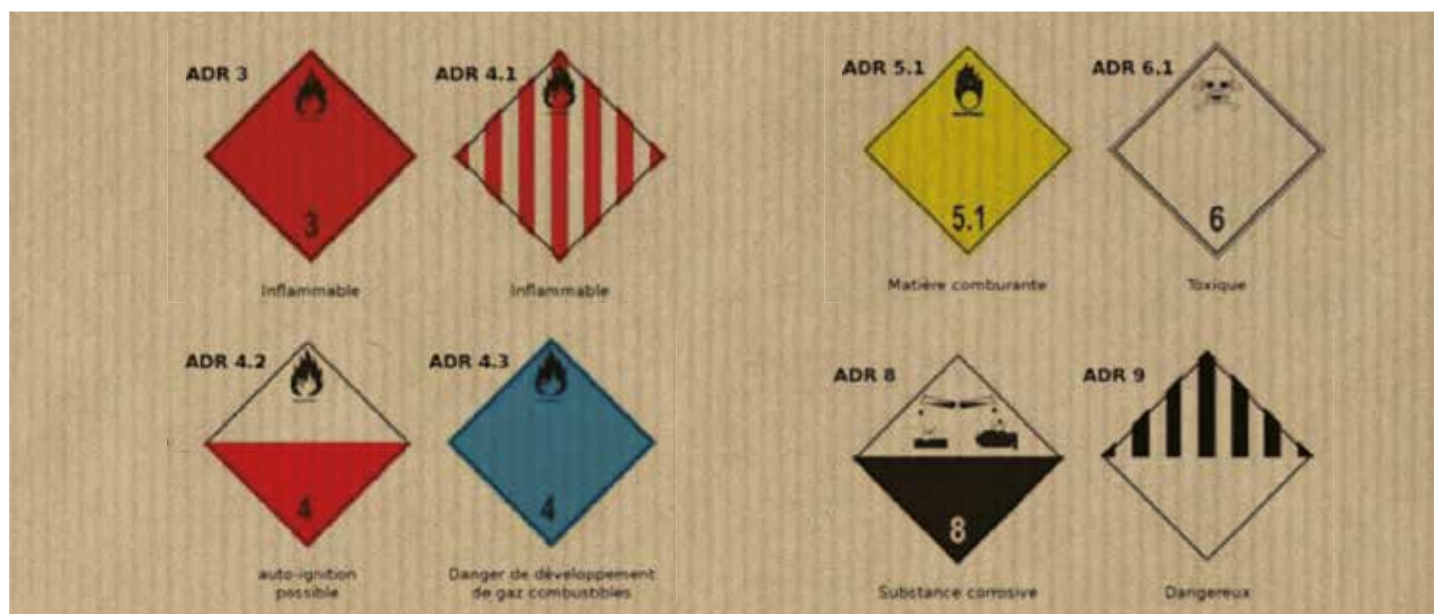 ADR 3
3
Inflammable
ADR 4.1
Inflammable
ADR 5.1
5.1
Matière comburante
ADR 6.1
6
Toxique
ADR 4.2
4
auto-ignition
possible
ADR 4.3
4
Danger de développement
de gaz combustibles
ADR 8
8
Substance corrosive
ADR 9
Dangereux